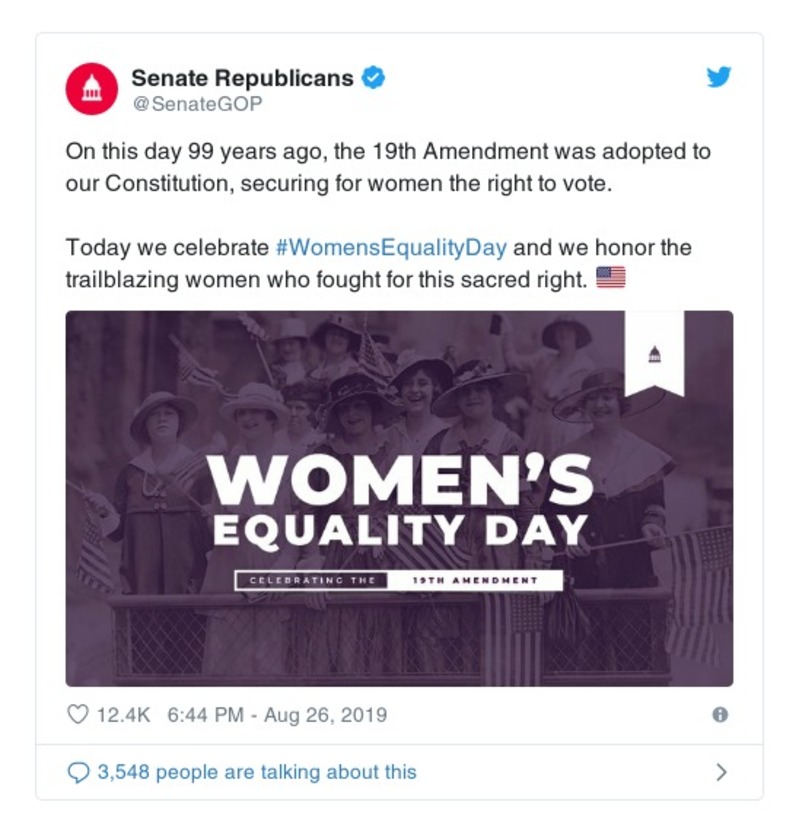 Senate Republicans
@SenateGOP
On this day 99 years ago, the 19th Amendment was adopted to
our Constitution, securing for women the right to vote.
Today we celebrate #WomensEqualityDay and we honor the
trailblazing women who fought for this sacred right. 🇺🇸
WOMEN'S
EQUALITY DAY
CELEBRATING THE 19TH AMENDMENT
12.4K 6:44 PM - Aug 26, 2019
3,548 people are talking about this